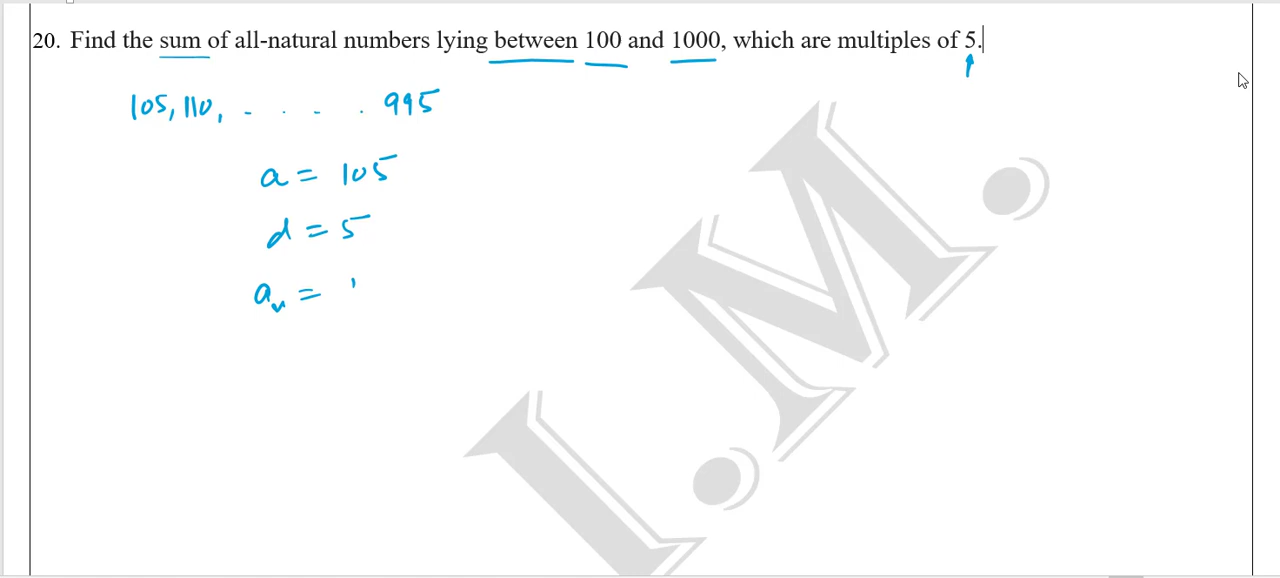 20. Find the sum of all-natural numbers lying between 100 and 1000, which are multiples of 5.
105, 110, - . - . . 995
a = 105
d = 5
an =
I.M.